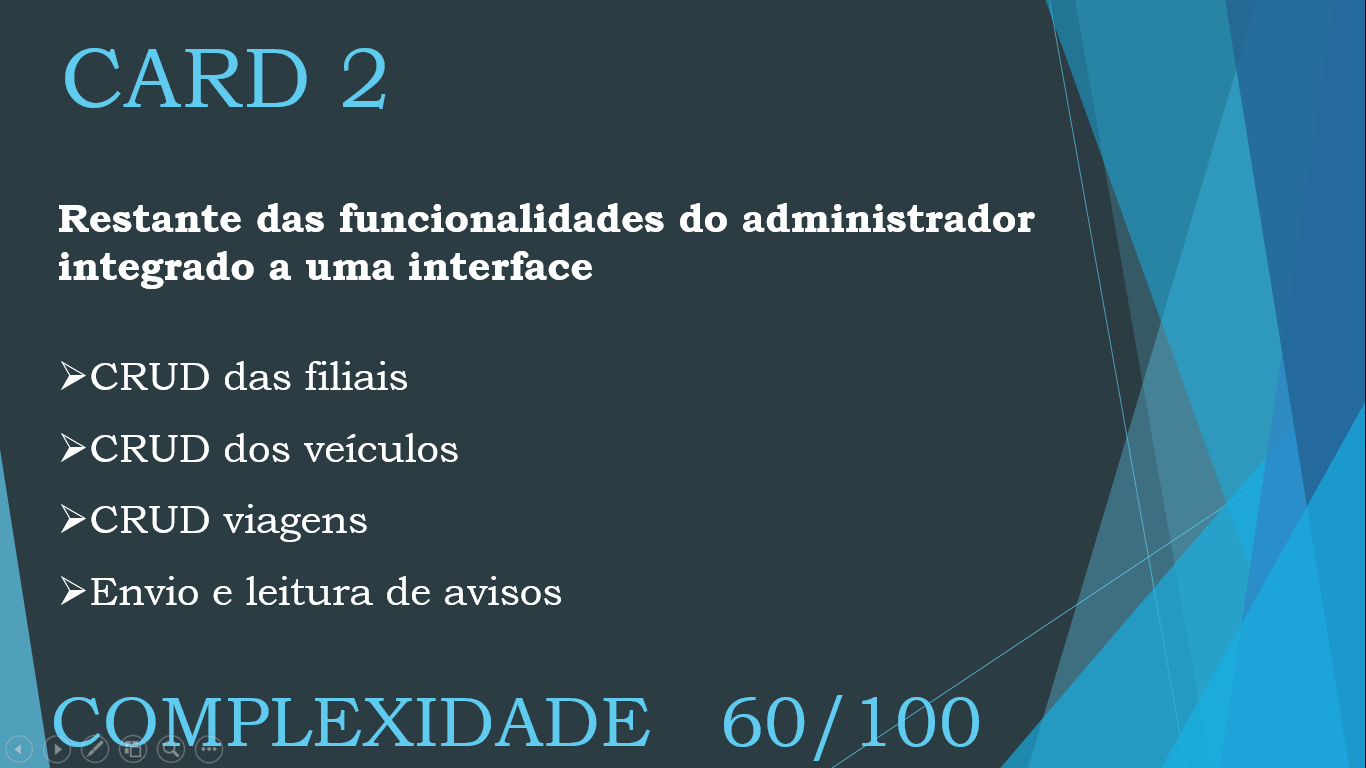 CARD 2
Restante das funcionalidades do administrador
integrado a uma interface
CRUD das filiais
CRUD dos veículos
CRUD viagens
Envio e leitura de avisos
COMPLEXIDADE 60/100